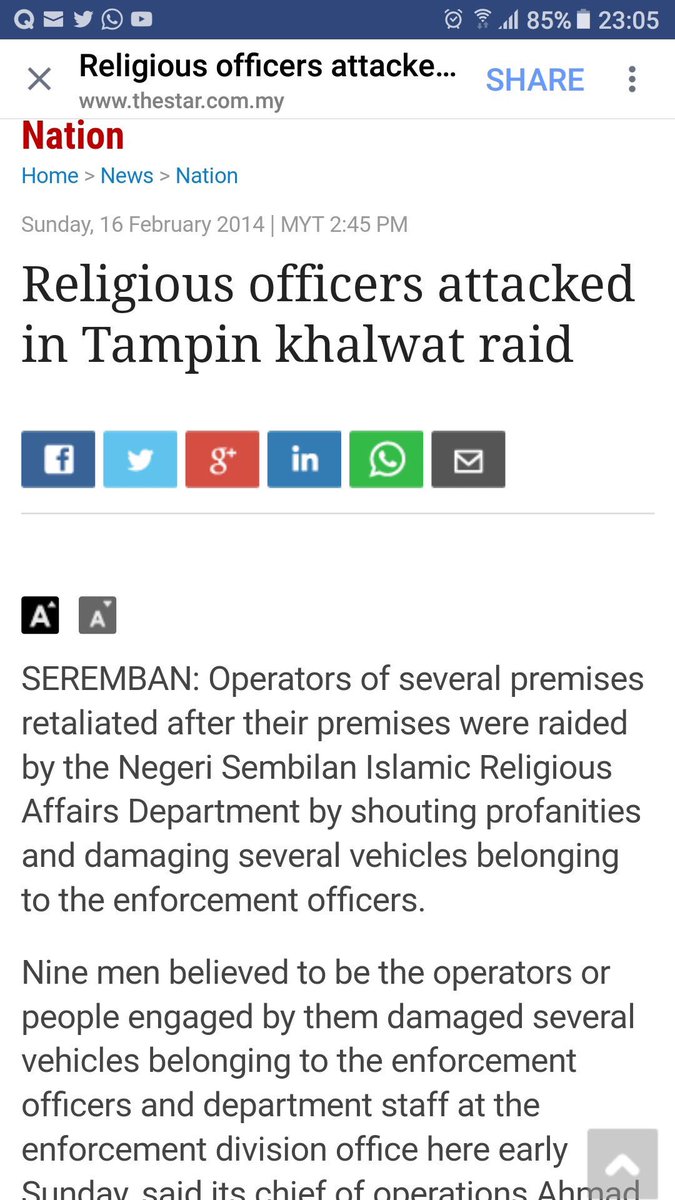 85% 23:05
Religious officers attacke...
www.thestar.com.my
SHARE
Nation
Home > News > Nation
Sunday, 16 February 2014 | MYT 2:45 PM
Religious officers attacked
in Tampin khalwat raid
A A
SEREMBAN: Operators of several premises
retaliated after their premises were raided
by the Negeri Sembilan Islamic Religious
Affairs Department by shouting profanities
and damaging several vehicles belonging
to the enforcement officers.
Nine men believed to be the operators or
people engaged by them damaged several
vehicles belonging to the enforcement
officers and department staff at the
enforcement division office here early
Sunday, said its chief of operations Ahmad